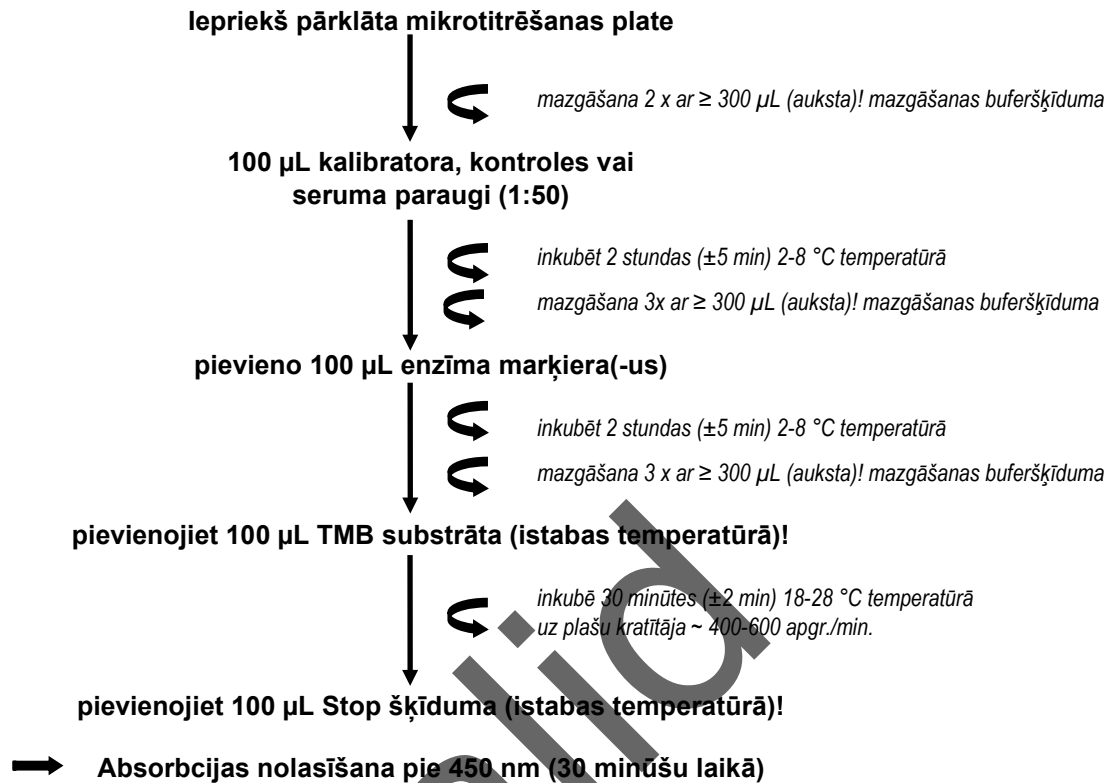 Iepriekš pārklāta mikrotitrēšanas plate
mazgāšana 2 x ar ≥ 300 µL (auksta)! mazgāšanas buferšķīduma
100 µL kalibratora, kontroles vai
seruma paraugi (1:50)
inkubēt 2 stundas (±5 min) 2-8 °C temperatūrā
mazgāšana 3x ar ≥ 300 µL (auksta)! mazgāšanas buferšķīduma
pievieno 100 µL enzīma marķiera(-us)
inkubēt 2 stundas (±5 min) 2-8 °C temperatūrā
mazgāšana 3 x ar ≥ 300 µL (auksta)! mazgāšanas buferšķīduma
pievienojiet 100 µL TMB substrāta (istabas temperatūrā)!
inkubē 30 minūtes (±2 min) 18-28 °C temperatūrā
uz plašu kratītāja ~ 400-600 apgr./min.
pievienojiet 100 µL Stop šķīduma (istabas temperatūrā)!
Absorbcijas nolasīšana pie 450 nm (30 minūšu laikā)